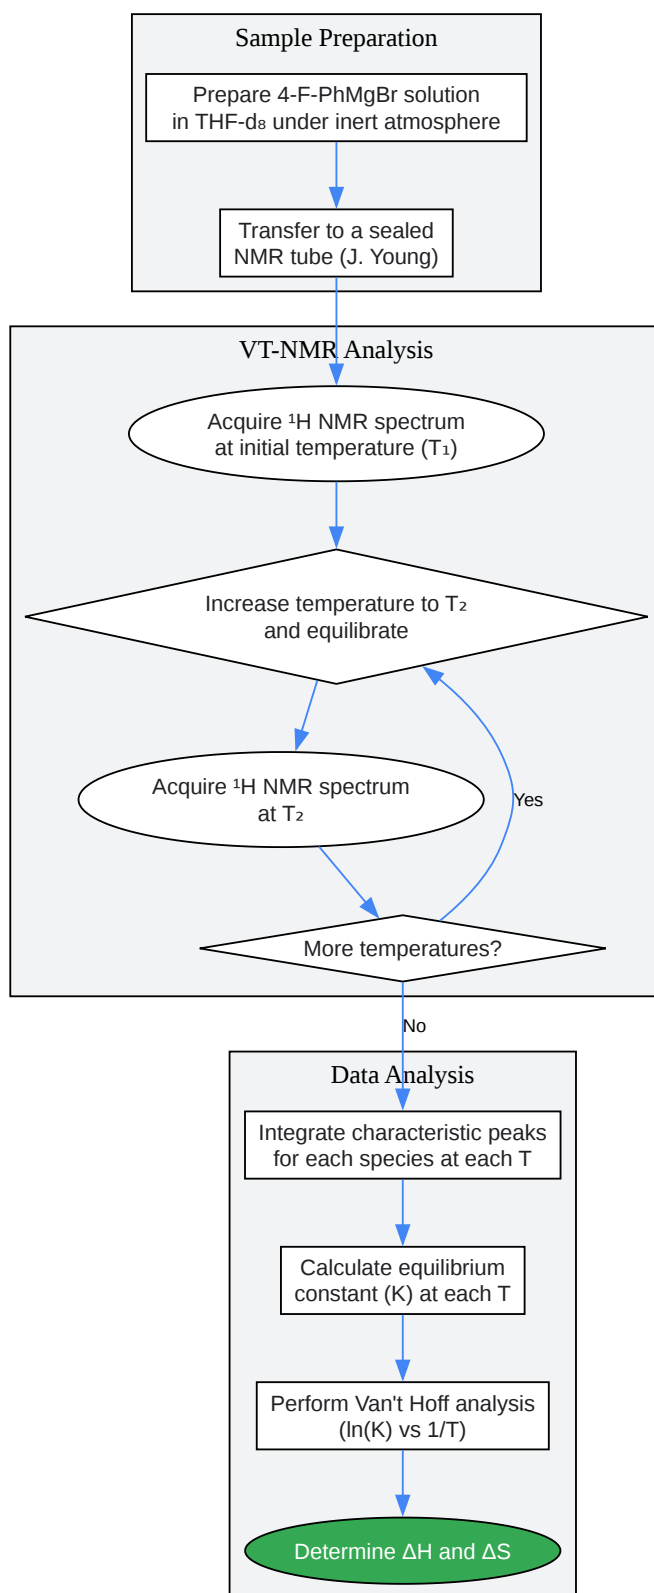 Sample Preparation
Prepare 4-F-PhMgBr solution
in THF-d₈ under inert atmosphere
Transfer to a sealed
NMR tube (J. Young)
VT-NMR Analysis
Acquire ¹H NMR spectrum
at initial temperature (T₁)
Increase temperature to T₂
and equilibrate
Acquire ¹H NMR spectrum
at T₂
Yes
More temperatures?
No
Data Analysis
Integrate characteristic peaks
for each species at each T
Calculate equilibrium
constant (K) at each T
Perform Van't Hoff analysis
(ln(K) vs 1/T)
Determine ΔH and ΔS